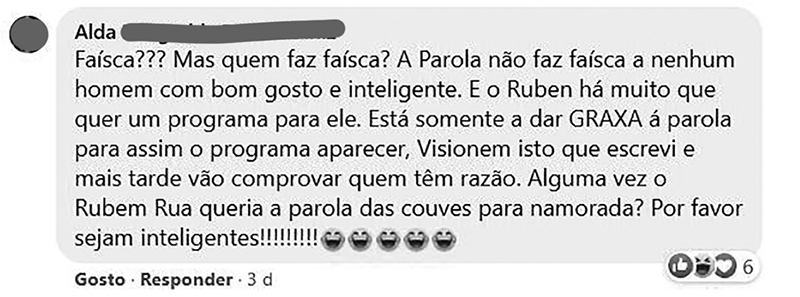 Alda
Faísca??? Mas quem faz faísca? A Parola não faz faísca a nenhum
homem com bom gosto e inteligente. E o Ruben há muito que
quer um programa para ele. Está somente a dar GRAXA á parola
para assim o programa aparecer, Visionem isto que escrevi e
mais tarde vão comprovar quem têm razão. Alguma vez o
Rubem Rua queria a parola das couves para namorada? Por favor
sejam inteligentes!!!!!!!!!😆😆😆😆😆
6
Gosto · Responder · 3 d